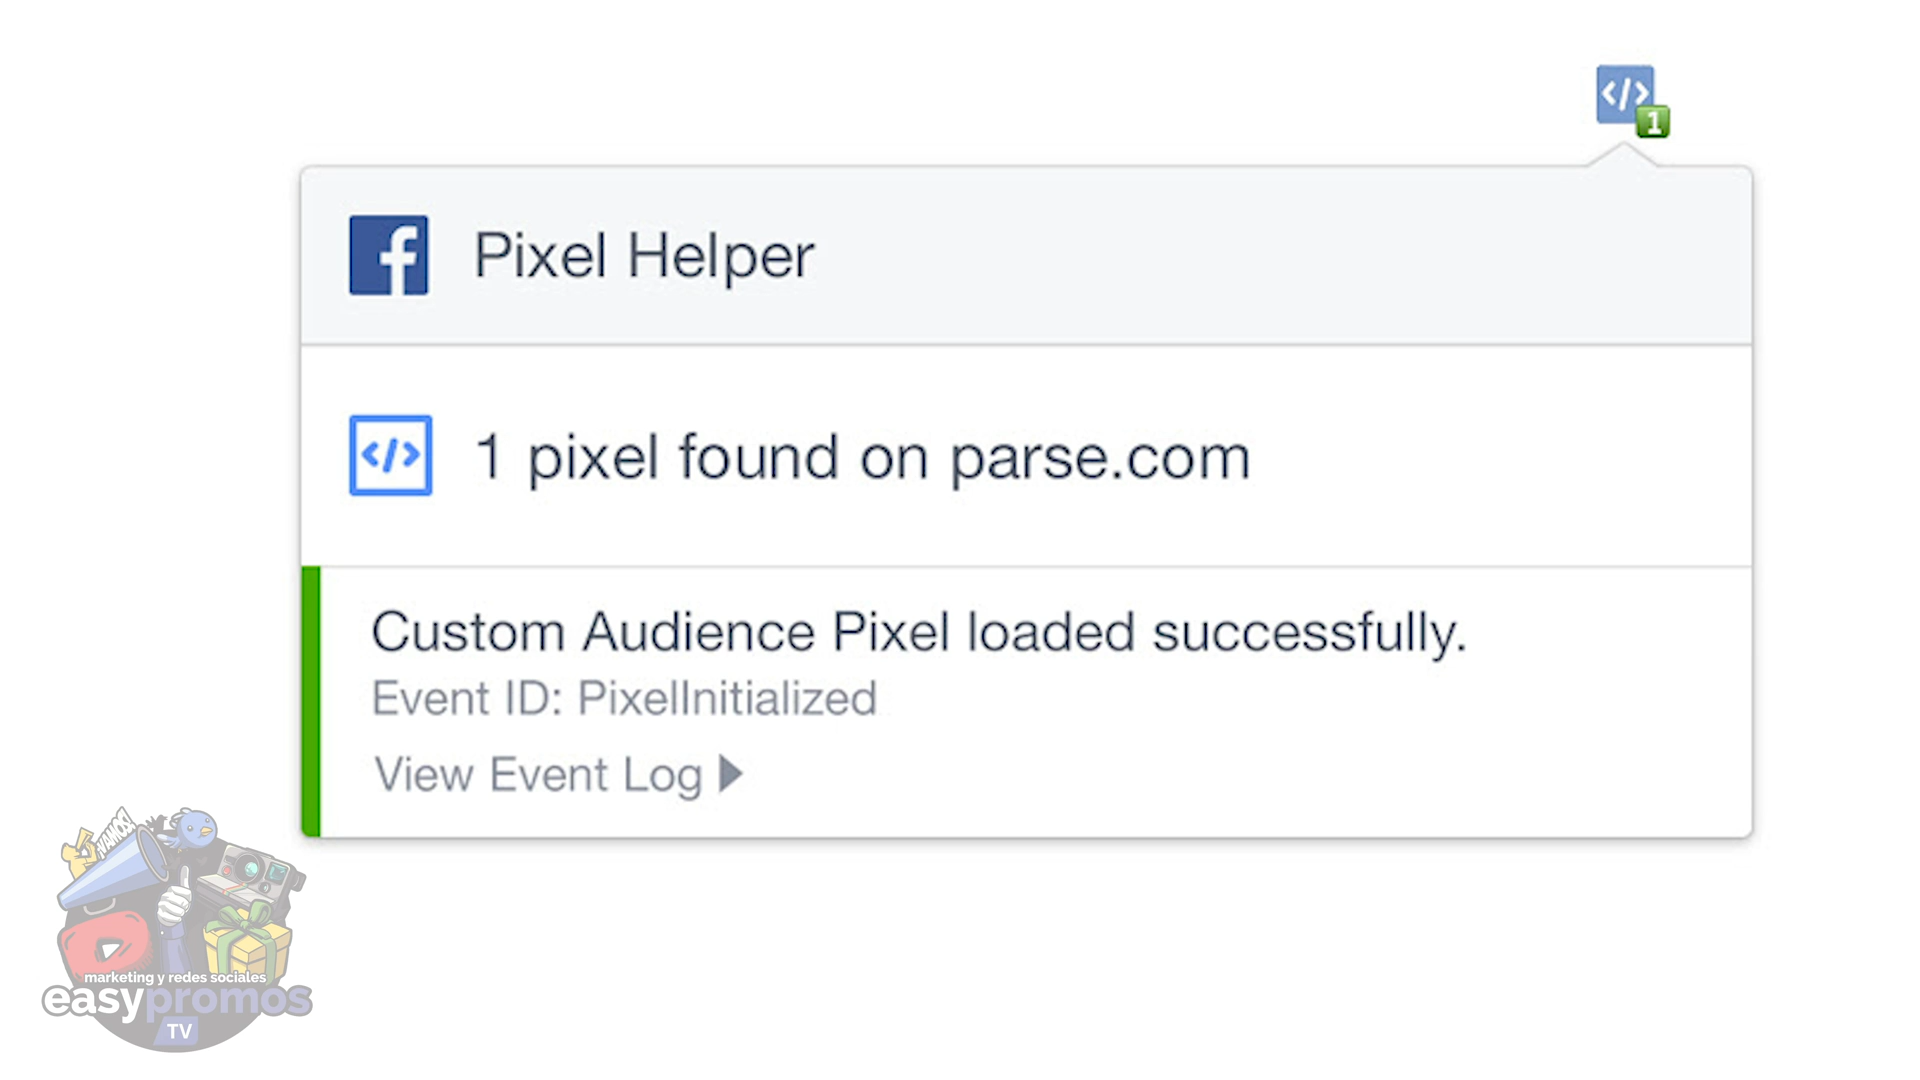 </>
1
f
Pixel Helper
</> 1 pixel found on parse.com
Custom Audience Pixel loaded successfully.
Event ID: PixelInitialized
View Event Log
¡VAMOS!
marketing y redes sociales
easypromos
TV